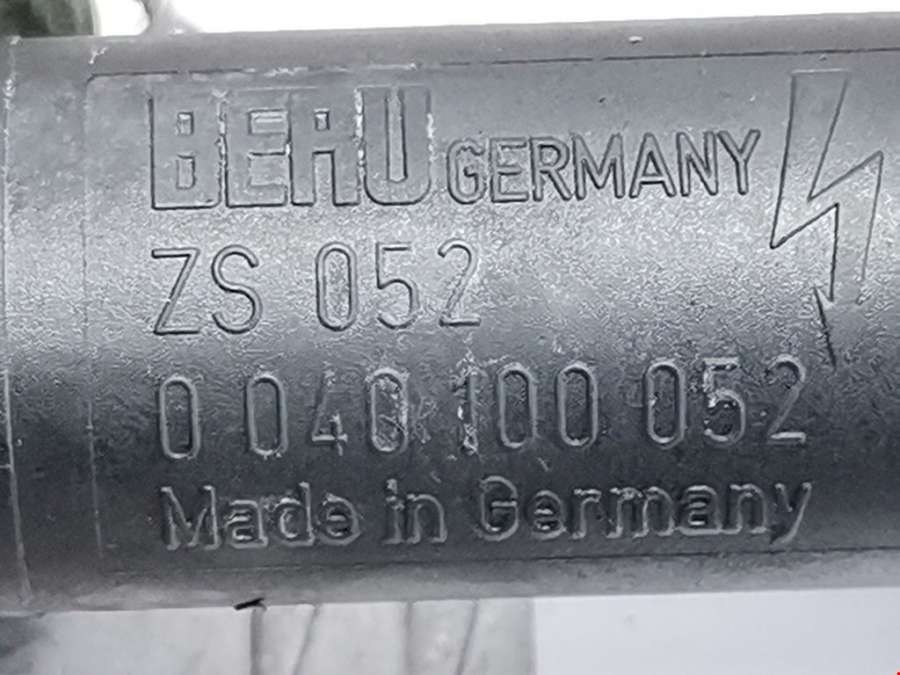 BERU GERMANY
ZS 052
0 040 100 052
Made in Germany